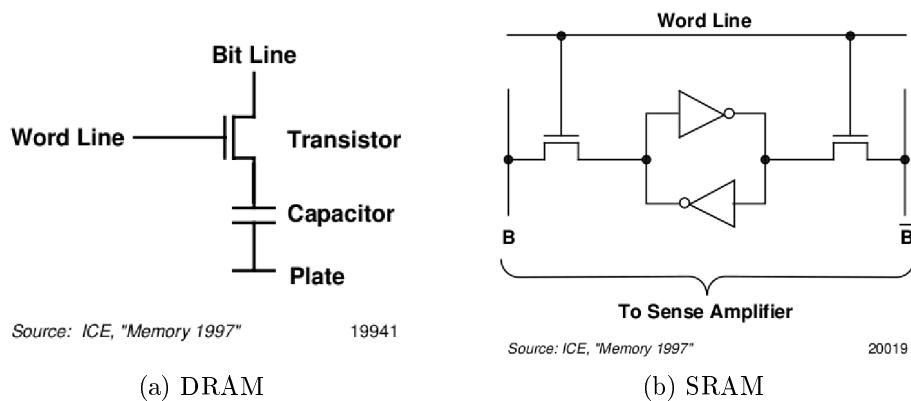 Bit Line
Word Line
Transistor
Capacitor
Plate
Source: ICE, "Memory 1997" 19941
(a) DRAM
Word Line
B
B̅
To Sense Amplifier
Source: ICE, "Memory 1997" 20019
(b) SRAM